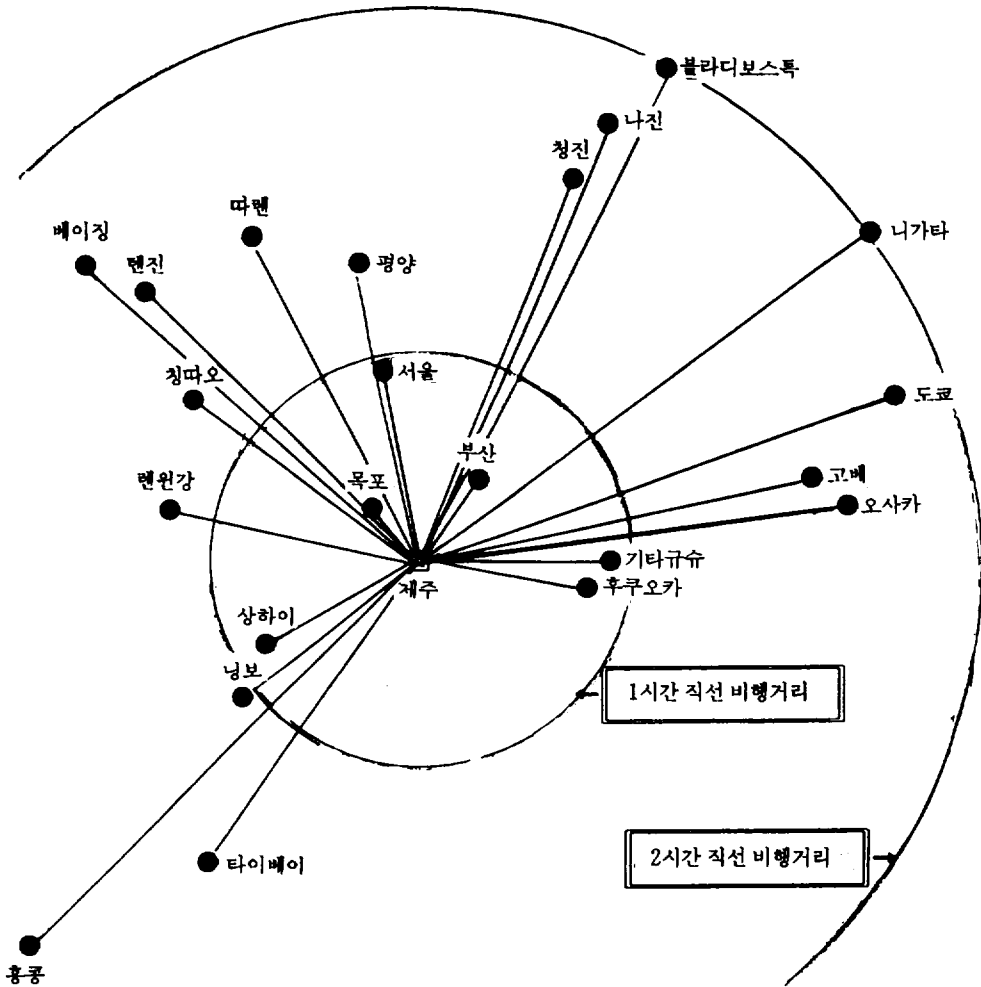 블라디보스톡
나진
청진
따렌
베이징
텐진
평양
니가타
칭따오
서울
도쿄
부산
목포
고베
렌윈강
오사카
기타규슈
제주
후쿠오카
상하이
닝보
1시간 직선 비행거리
2시간 직선 비행거리
타이베이
홍콩